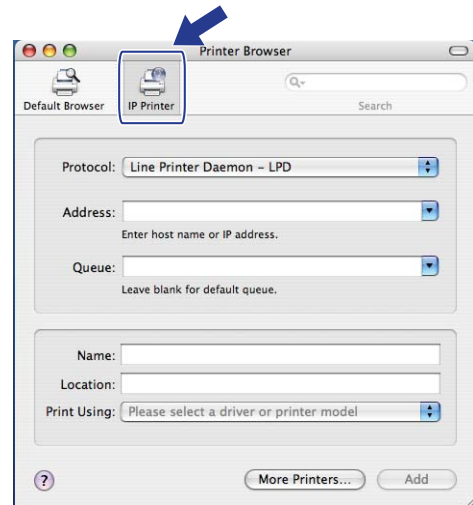 Printer Browser
Default Browser
IP Printer
Search
Protocol: Line Printer Daemon – LPD
Address:
Enter host name or IP address.
Queue:
Leave blank for default queue.
Name:
Location:
Print Using: Please select a driver or printer model
? More Printers... Add